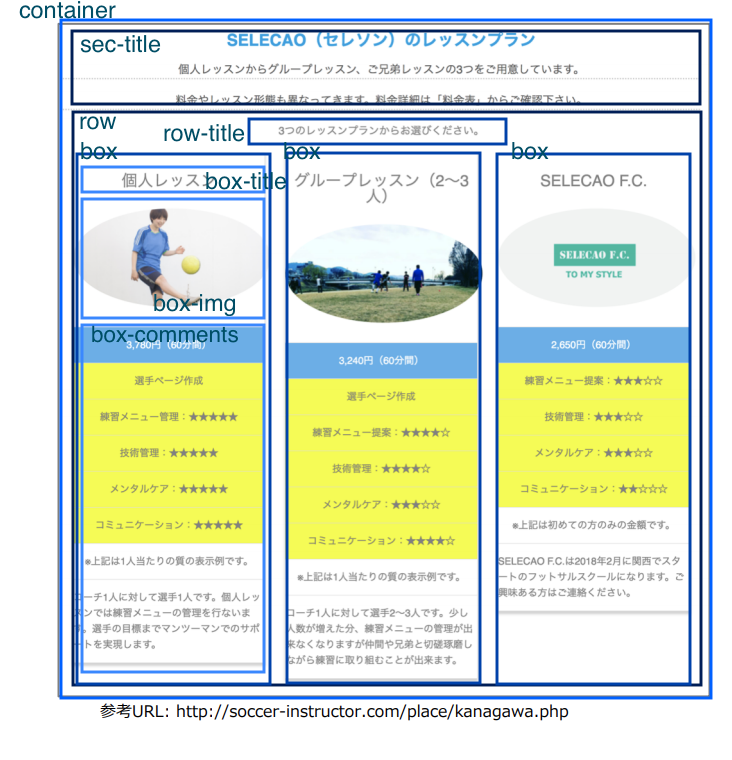 container
sec-title
SELECAO（セレソン）のレッスンプラン
個人レッスンからグループレッスン、ご兄弟レッスンの3つをご用意しています。
料金やレッスン形態も異なってきます。料金詳細は「料金表」からご確認下さい。
row
row-title
3つのレッスンプランからお選びください。
box
box
box
個人レッスン
box-title
box-img
box-comments
3,780円（60分間）
選手ページ作成
練習メニュー管理：★★★★★
技術管理：★★★★★
メンタルケア：★★★★★
コミュニケーション：★★★★★
※上記は1人当たりの質の表示例です。
コーチ1人に対して選手1人です。個人レッ
スンでは練習メニューの管理を行ないま
す。選手の目標までマンツーマンでのサポ
ートを実現します。
グループレッスン（2〜3
人）
3,240円（60分間）
選手ページ作成
練習メニュー提案：★★★★☆
技術管理：★★★★☆
メンタルケア：★★★☆☆
コミュニケーション：★★★★☆
※上記は1人当たりの質の表示例です。
コーチ1人に対して選手2〜3人です。少し
人数が増えた分、練習メニューの管理が出
来なくなりますが仲間や兄弟と切磋琢磨し
ながら練習に取り組むことが出来ます。
SELECAO F.C.
SELECAO F.C.
TO MY STYLE
2,650円（60分間）
練習メニュー提案：★★★☆☆
技術管理：★★★☆☆
メンタルケア：★★★☆☆
コミュニケーション：★★☆☆☆
※上記は初めての方のみの金額です。
SELECAO F.C.は2018年2月に関西でスタ
ートのフットサルスクールになります。ご
興味ある方はご連絡ください。
参考URL: http://soccer-instructor.com/place/kanagawa.php